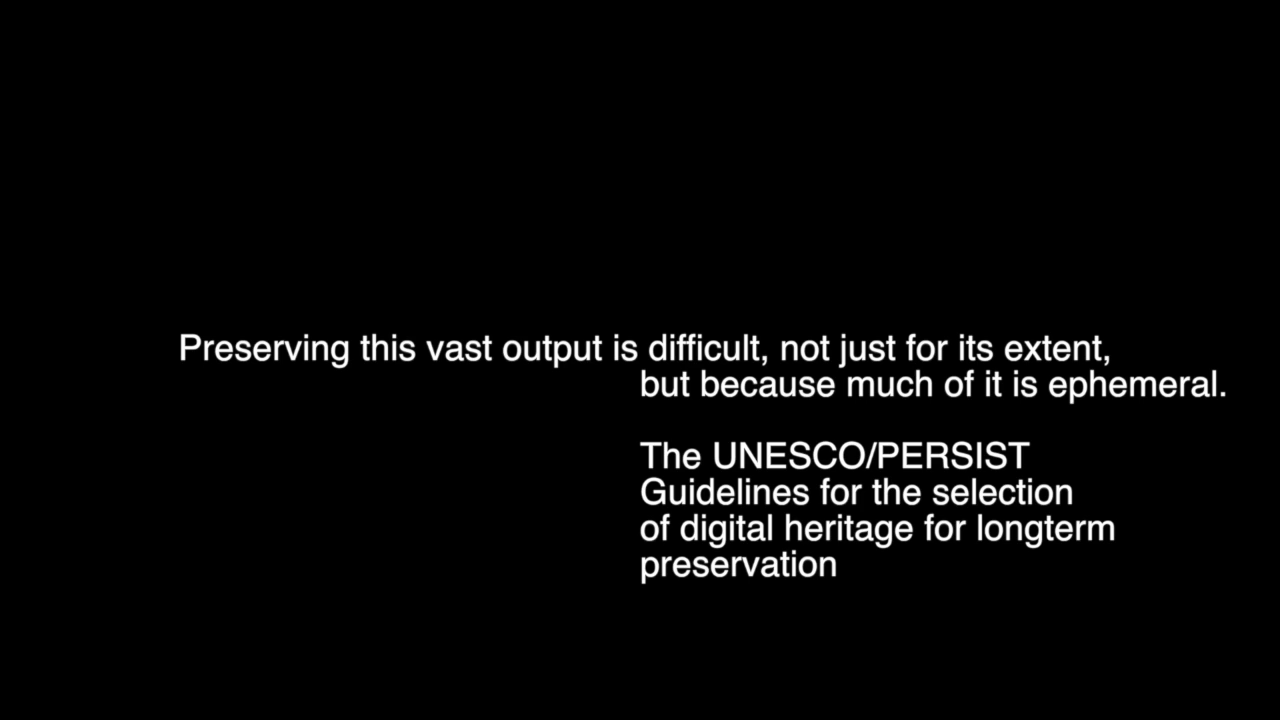 Preserving this vast output is difficult, not just for its extent,
but because much of it is ephemeral.
The UNESCO/PERSIST
Guidelines for the selection
of digital heritage for longterm
preservation